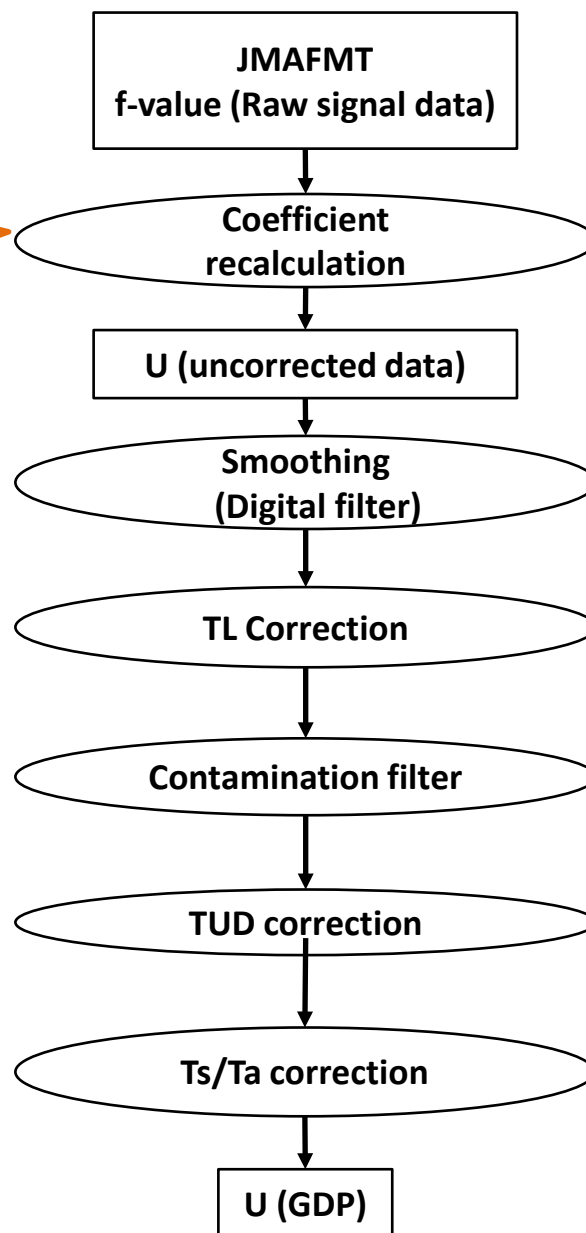 JMAFMT
f-value (Raw signal data)
Coefficient
recalculation
U (uncorrected data)
Smoothing
(Digital filter)
TL Correction
Contamination filter
TUD correction
Ts/Ta correction
U (GDP)